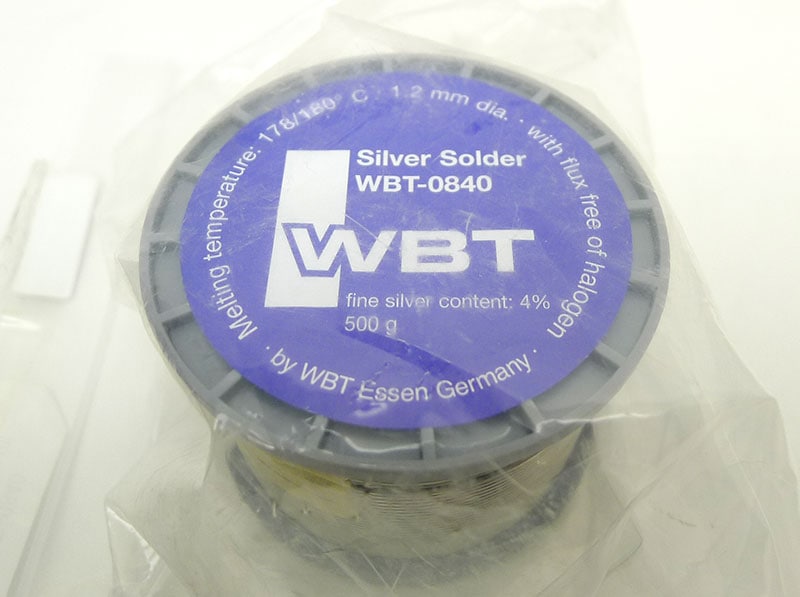 Melting temperature: 178/180° C · 1.2 mm dia. · with flux free of halogen
Silver Solder
WBT-0840
WBT
fine silver content: 4%
500 g
· by WBT Essen Germany ·